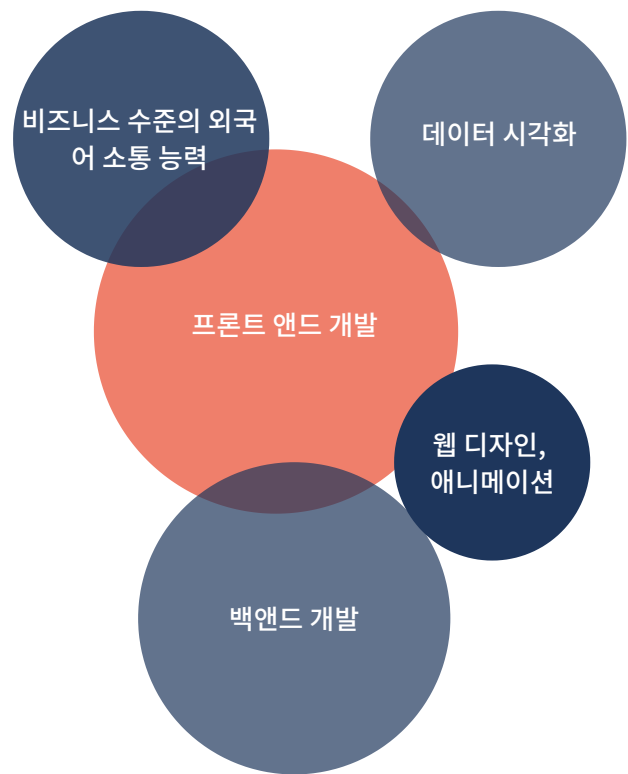 비즈니스 수준의 외국
어 소통 능력
데이터 시각화
프론트 앤드 개발
웹 디자인,
애니메이션
백앤드 개발